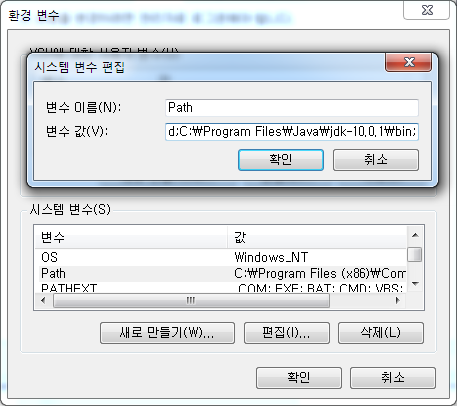 환경 변수
시스템 변수 편집
변수 이름(N):
Path
변수 값(V):
d;C:₩Program Files₩Java₩jdk-10.0.1₩bin;
확인
취소
시스템 변수(S)
변수
값
OS
Windows_NT
Path
C:₩Program Files (x86)₩Com
PATHEXT
.COM;.EXE;.BAT;.CMD;.VBS;
새로 만들기(W)...
편집(I)...
삭제(L)
확인
취소